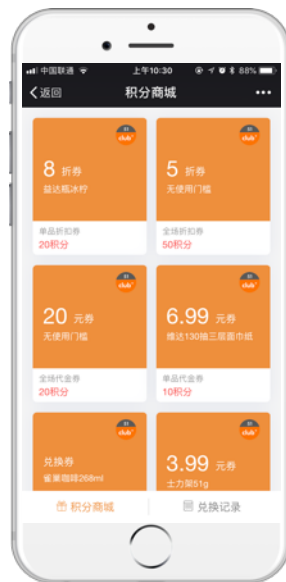 中国联通 上午10:30 88%
返回 积分商城
8 折券
益达瓶冰柠
单品折扣券
20积分
5 折券
无使用门槛
全场折扣券
50积分
20 元券
无使用门槛
全场代金券
20积分
6.99 元券
维达130抽三层面巾纸
单品代金券
10积分
兑换券
雀巢咖啡268ml
3.99 元券
士力架51g
积分商城 兑换记录